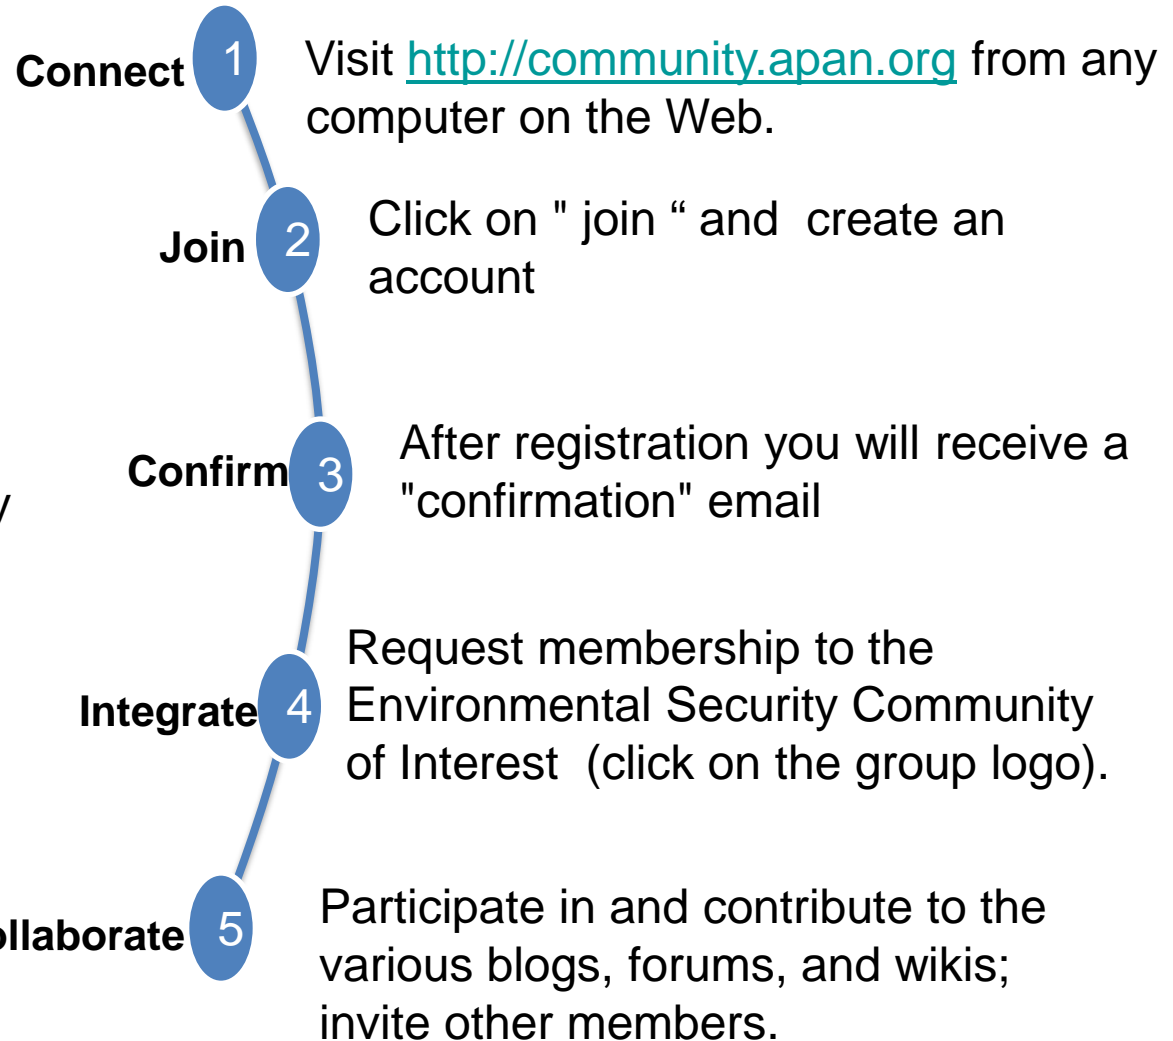 Connect
1
Visit http://community.apan.org from any
computer on the Web.
Join
2
Click on " join “ and  create an
account
Confirm
3
After registration you will receive a
"confirmation" email
y
Integrate
4
Request membership to the
Environmental Security Community
of Interest  (click on the group logo).
ollaborate
5
Participate in and contribute to the
various blogs, forums, and wikis;
invite other members.